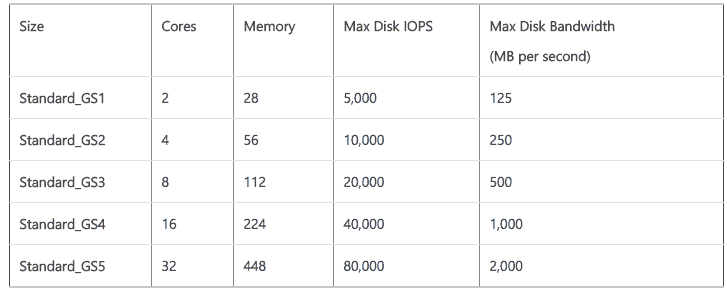 Size Cores Memory Max Disk IOPS Max Disk Bandwidth
(MB per second)
Standard_GS1 2 28 5,000 125
Standard_GS2 4 56 10,000 250
Standard_GS3 8 112 20,000 500
Standard_GS4 16 224 40,000 1,000
Standard_GS5 32 448 80,000 2,000